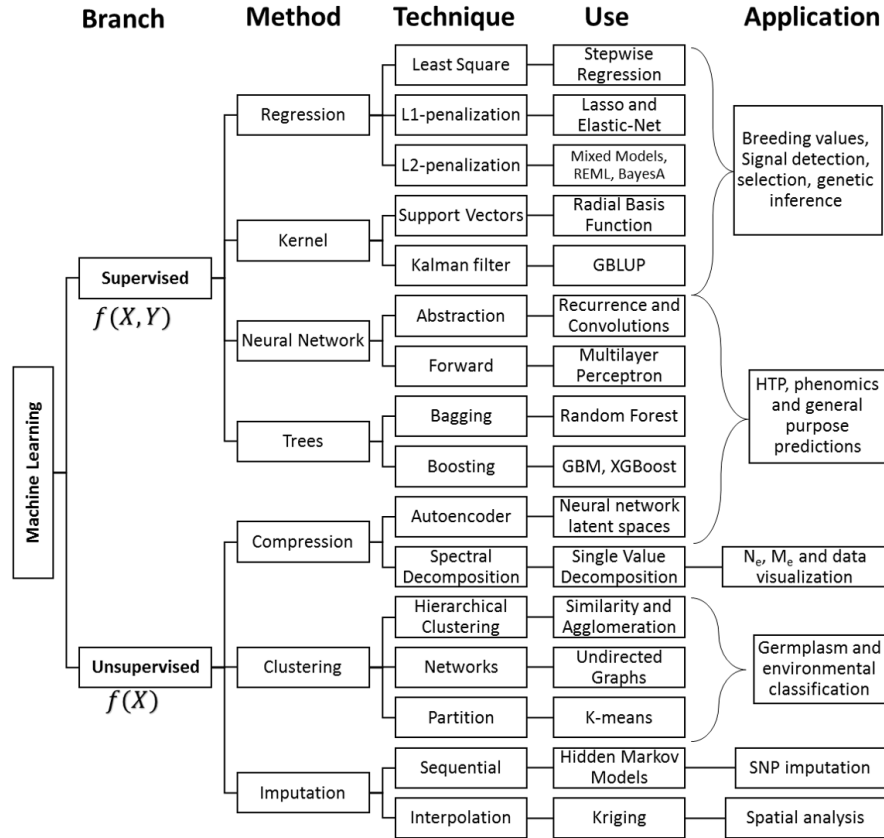 Branch Method Technique Use Application
Machine Learning
Supervised
f(X,Y)
Regression
Least Square
Stepwise
Regression
L1-penalization
Lasso and
Elastic-Net
L2-penalization
Mixed Models,
REML, BayesA
Kernel
Support Vectors
Radial Basis
Function
Kalman filter
GBLUP
Breeding values,
Signal detection,
selection, genetic
inference
Neural Network
Abstraction
Recurrence and
Convolutions
Forward
Multilayer
Perceptron
Trees
Bagging
Random Forest
Boosting
GBM, XGBoost
HTP, phenomics
and general
purpose
predictions
Unsupervised
f(X)
Compression
Autoencoder
Neural network
latent spaces
Spectral
Decomposition
Single Value
Decomposition
Nₑ, Mₑ and data
visualization
Clustering
Hierarchical
Clustering
Similarity and
Agglomeration
Networks
Undirected
Graphs
Partition
K-means
Germplasm and
environmental
classification
Imputation
Sequential
Hidden Markov
Models
SNP imputation
Interpolation
Kriging
Spatial analysis